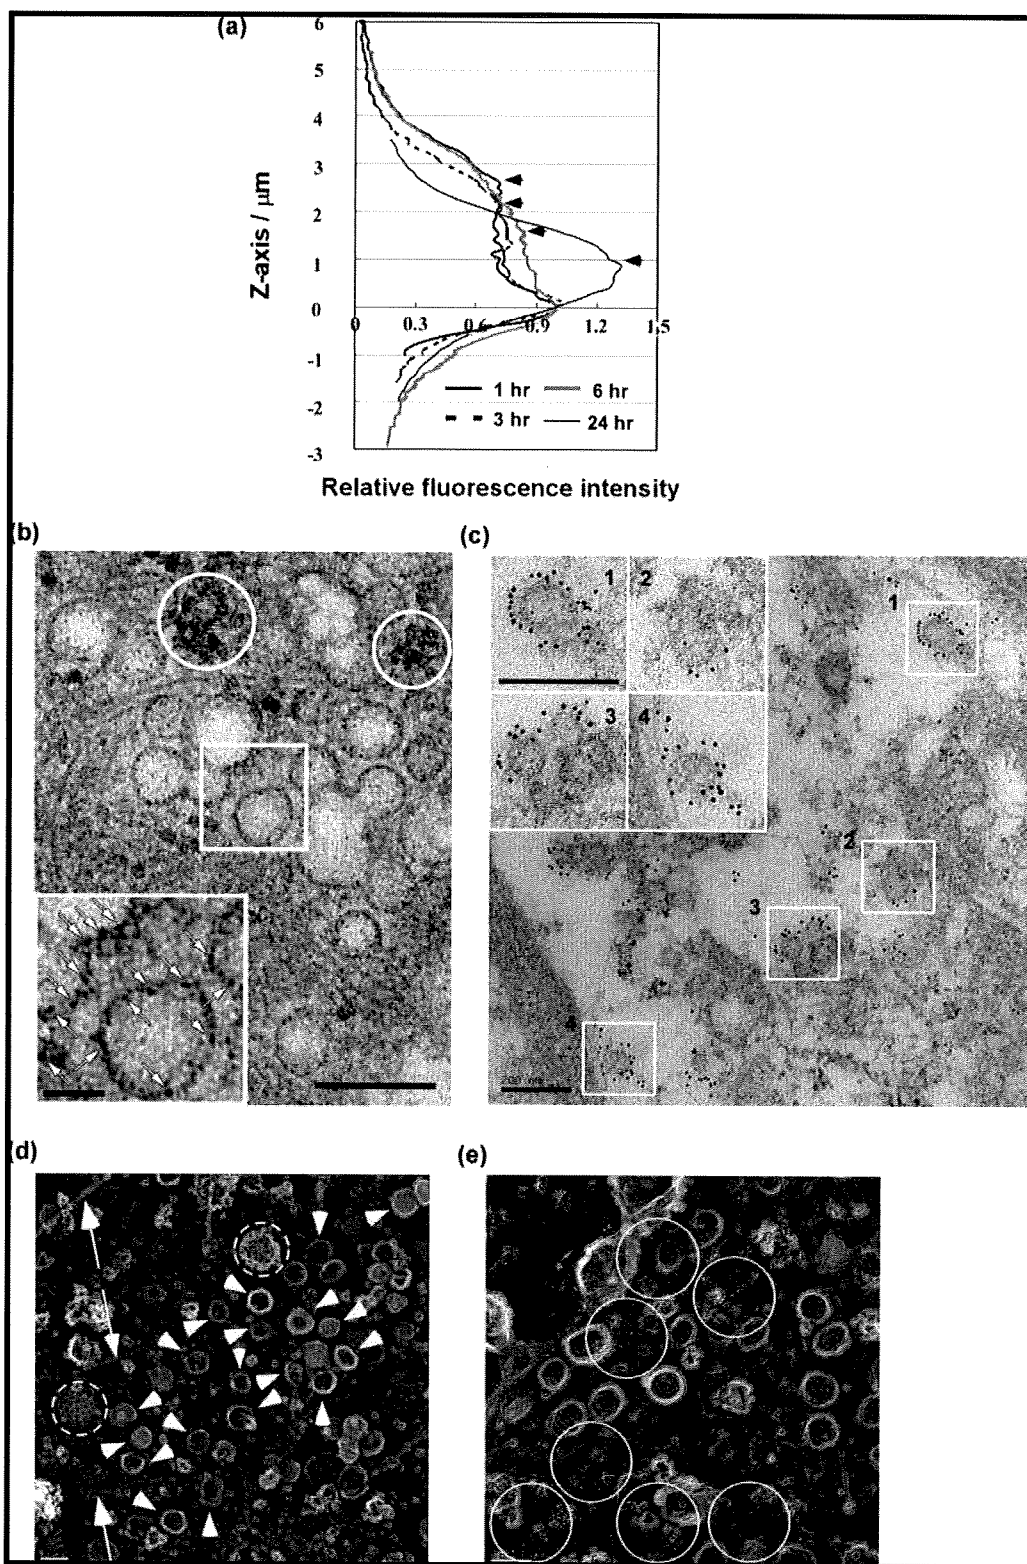 (a)
6
5
4
3
2
1
0
-1
-2
-3
Z-axis / µm
0 0.3 0.6 0.9 1.2 1.5
1 hr 6 hr
3 hr 24 hr
Relative fluorescence intensity
(b)
(c)
1 2
3 4
1
2
3
4
(d)
(e)